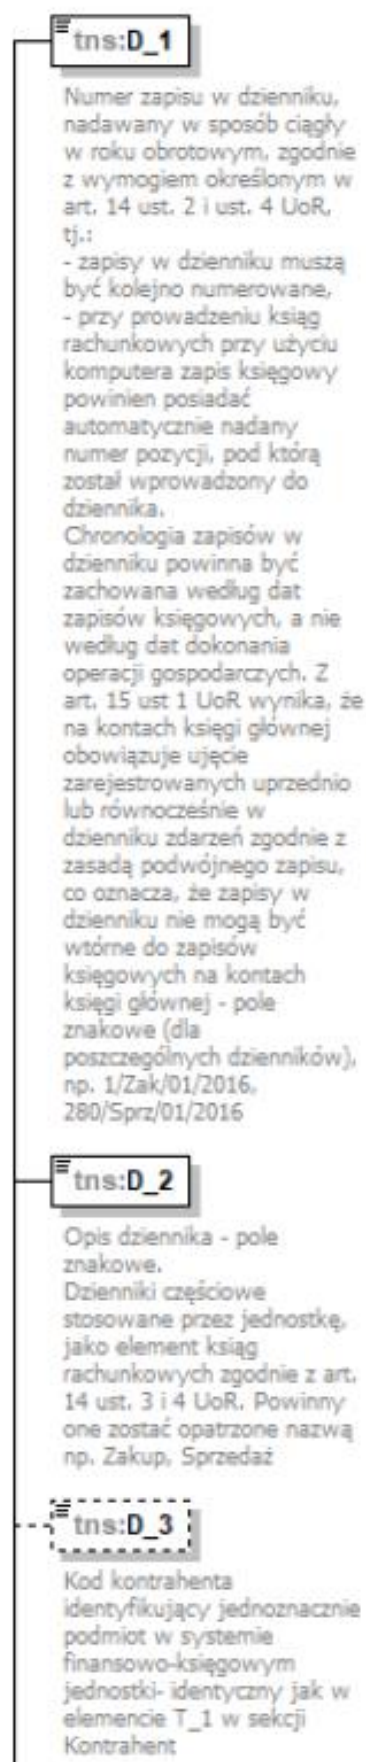 tns:D_1
Numer zapisu w dzienniku,
nadawany w sposób ciągły
w roku obrotowym, zgodnie
z wymogiem określonym w
art. 14 ust. 2 i ust. 4 UoR,
tj.:
- zapisy w dzienniku muszą
być kolejno numerowane,
- przy prowadzeniu ksiąg
rachunkowych przy użyciu
komputera zapis księgowy
powinien posiadać
automatycznie nadany
numer pozycji, pod którą
został wprowadzony do
dziennika.
Chronologia zapisów w
dzienniku powinna być
zachowana według dat
zapisów księgowych, a nie
według dat dokonania
operacji gospodarczych. Z
art. 15 ust 1 UoR wynika, że
na kontach księgi głównej
obowiązuje ujęcie
zarejestrowanych uprzednio
lub równocześnie w
dzienniku zdarzeń zgodnie z
zasadą podwójnego zapisu,
co oznacza, że zapisy w
dzienniku nie mogą być
wtórne do zapisów
księgowych na kontach
księgi głównej - pole
znakowe (dla
poszczególnych dzienników),
np. 1/Zak/01/2016,
280/Sprz/01/2016
tns:D_2
Opis dziennika - pole
znakowe.
Dzienniki częściowe
stosowane przez jednostkę,
jako element ksiąg
rachunkowych zgodnie z art.
14 ust. 3 i 4 UoR. Powinny
one zostać opatrzone nazwą
np. Zakup, Sprzedaż
tns:D_3
Kod kontrahenta
identyfikujący jednoznacznie
podmiot w systemie
finansowo-księgowym
jednostki- identyczny jak w
elemencie T_1 w sekcji
Kontrahent